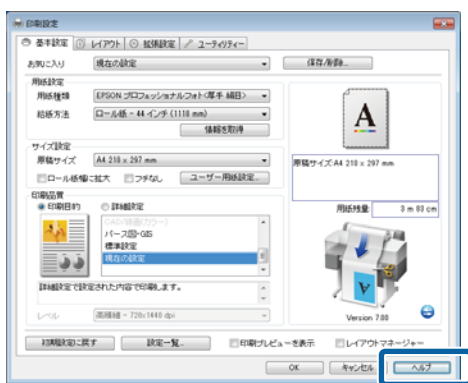 印刷設定
基本設定 レイアウト 拡張設定 ユーティリティー
お気に入り 現在の設定 保存/削除...
用紙設定
用紙種類 EPSON プロフェッショナルフォト<厚手 絹目>
給紙方法 ロール紙 - 44 インチ (1118 mm)
情報を取得
サイズ設定
原稿サイズ A4 210 x 297 mm
ロール紙幅に拡大 フチなし ユーザー用紙設定...
A
原稿サイズ:A4 210 x 297 mm
印刷品質
印刷目的 詳細設定
用紙残量: 3 m 83 cm
CAD/線画(カラー)
パース図・GIS
標準設定
現在の設定
詳細設定で設定された内容で印刷します。
レベル 高精細 - 720x1440 dpi
A
Version 7.00
初期設定に戻す 設定一覧... 印刷プレビューを表示 レイアウトマネージャー
OK キャンセル ヘルプ